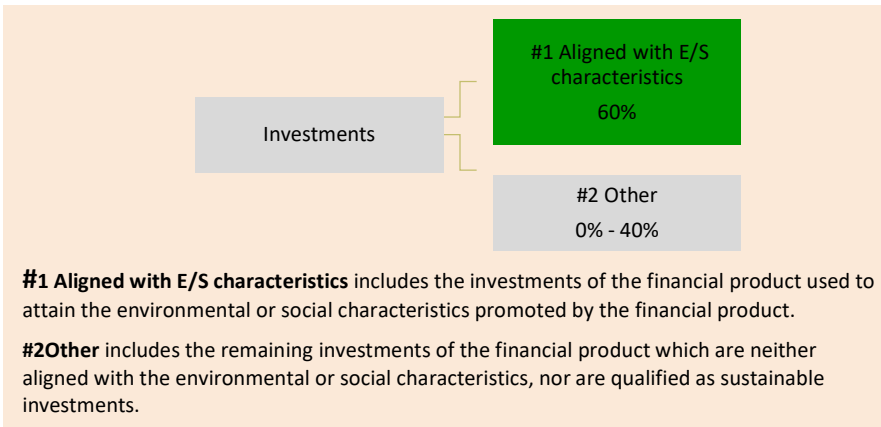 #1 Aligned with E/S
characteristics
60%
Investments
#2 Other
0% - 40%
#1 Aligned with E/S characteristics includes the investments of the financial product used to
attain the environmental or social characteristics promoted by the financial product.
#2Other includes the remaining investments of the financial product which are neither
aligned with the environmental or social characteristics, nor are qualified as sustainable
investments.